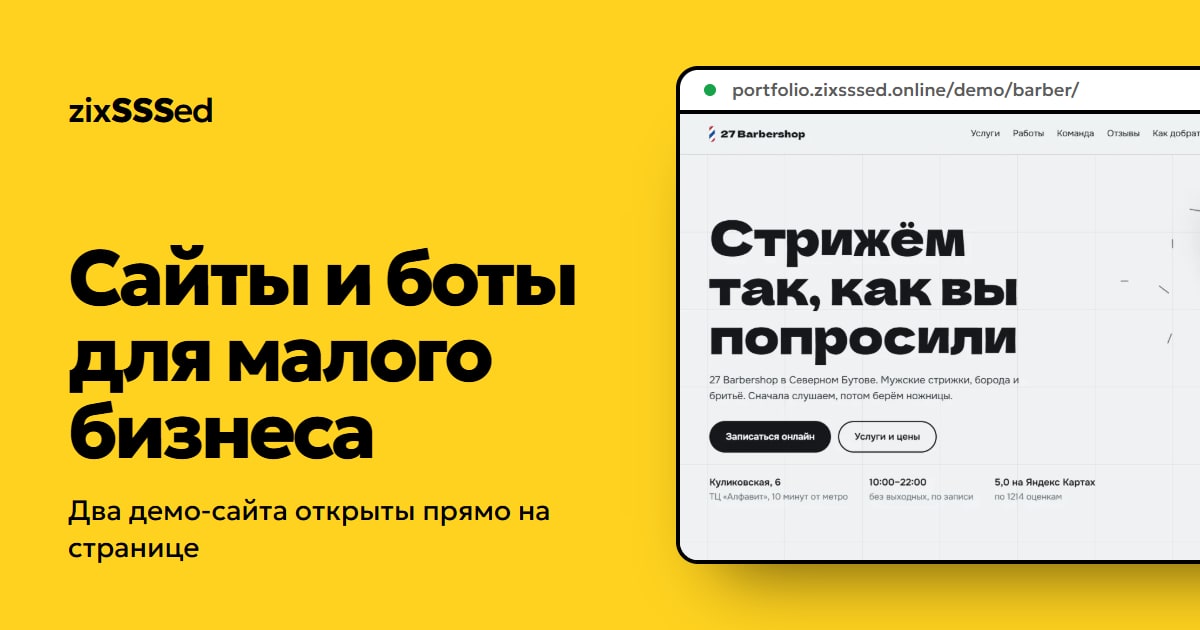 zixSSSed
Сайты и боты
для малого
бизнеса
Два демо-сайта открыты прямо на
странице
portfolio.zixsssed.online/demo/barber/
27 Barbershop
Услуги Работы Команда Отзывы Как добрат
Стрижём
так, как вы
попросили
27 Barbershop в Северном Бутове. Мужские стрижки, борода и
бритьё. Сначала слушаем, потом берём ножницы.
Записаться онлайн Услуги и цены
Куликовская, 6 10:00–22:00 5,0 на Яндекс Картах
ТЦ «Алфавит», 10 минут от метро без выходных, по записи по 1214 оценкам